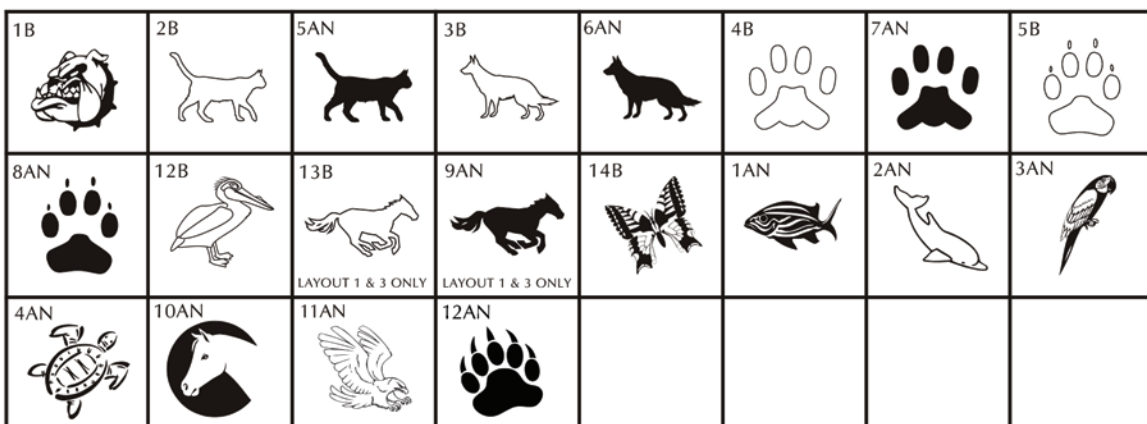 1B 2B 5AN 3B 6AN 4B 7AN 5B
8AN 12B 13B 9AN 14B 1AN 2AN 3AN
LAYOUT 1 & 3 ONLY LAYOUT 1 & 3 ONLY
4AN 10AN 11AN 12AN